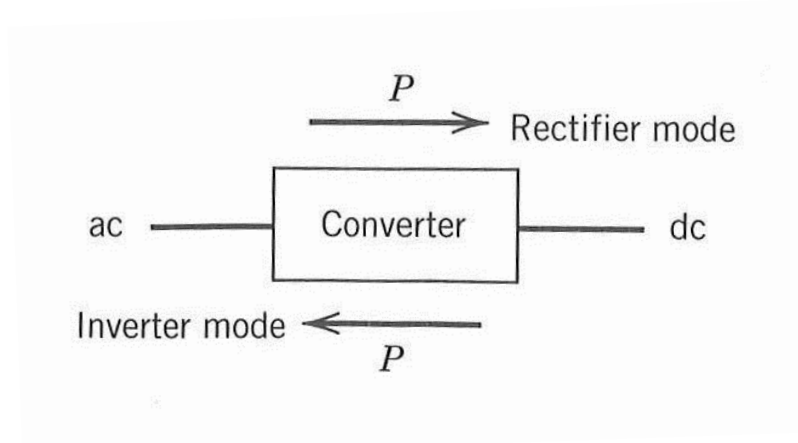 P
Rectifier mode
ac Converter dc
Inverter mode
P